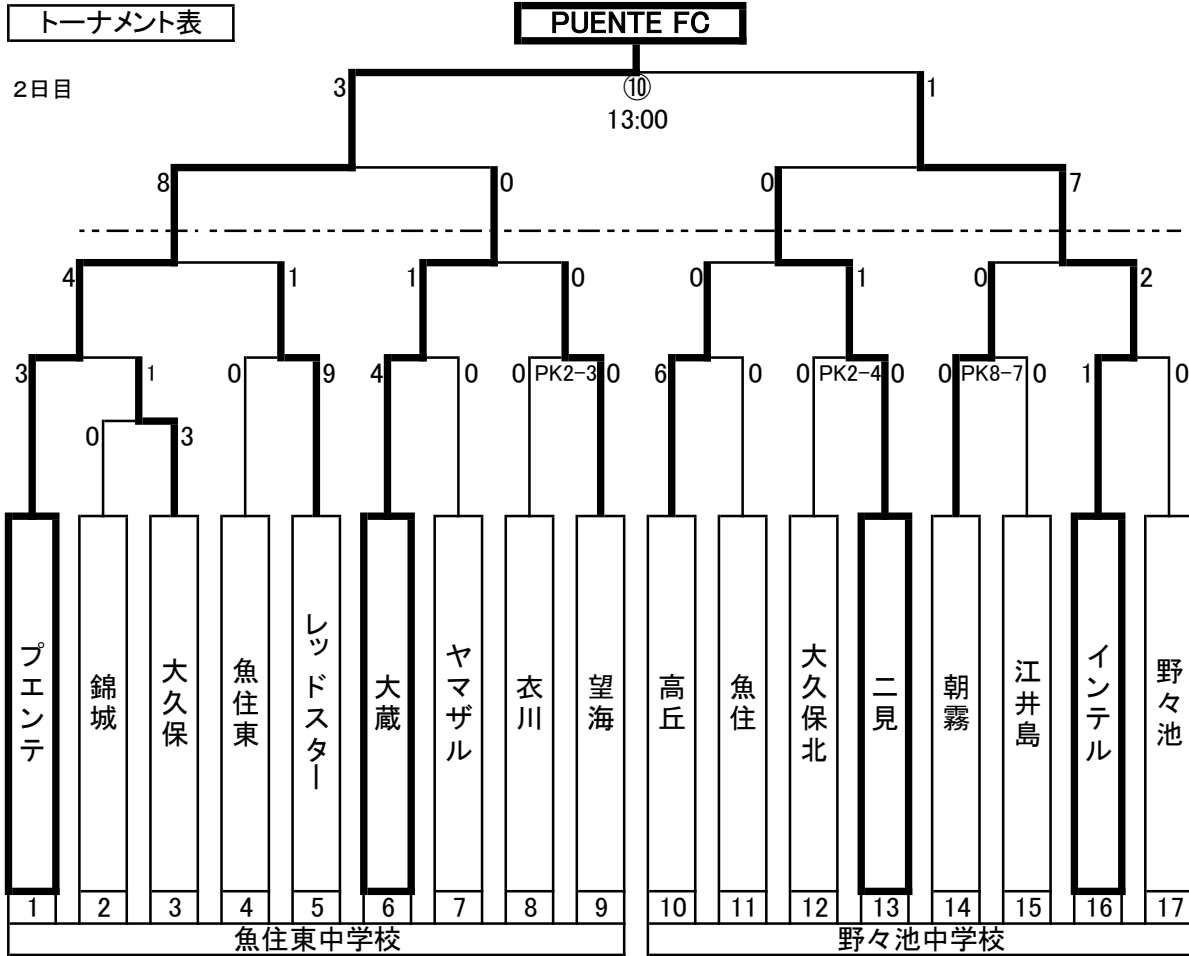 トーナメント表
PUENTE FC
2日目
3 ⑩ 1
13:00
8 0 0 7
4 1 1 0 0 1 0 2
3 1 0 9 4 0 0 PK2-3 0 6 0 0 PK2-4 0 0 PK8-7 0 1 0
0 3
プエンテ
錦城
大久保
魚住東
レッドスター
大蔵
ヤマザル
衣川
望海
高丘
魚住
大久保北
二見
朝霧
江井島
インテル
野々池
1 2 3 4 5 6 7 8 9 10 11 12 13 14 15 16 17
魚住東中学校 野々池中学校